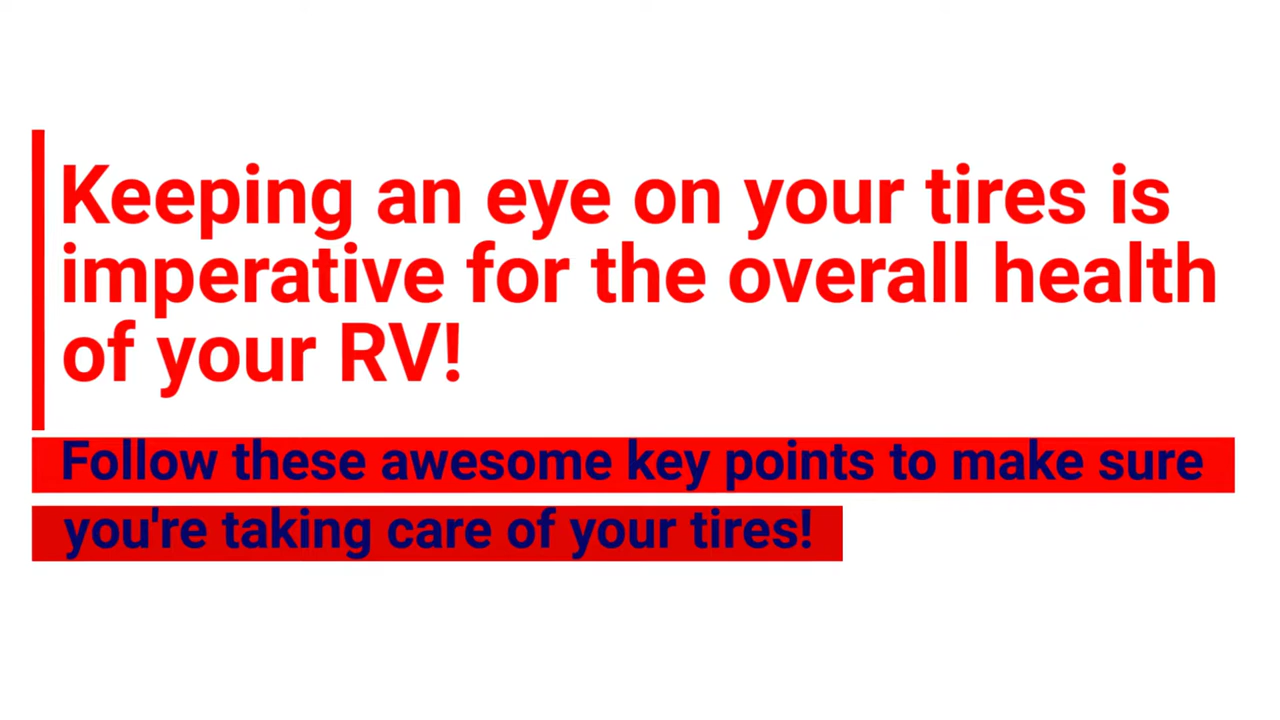 Keeping an eye on your tires is
imperative for the overall health
of your RV!
Follow these awesome key points to make sure
you're taking care of your tires!